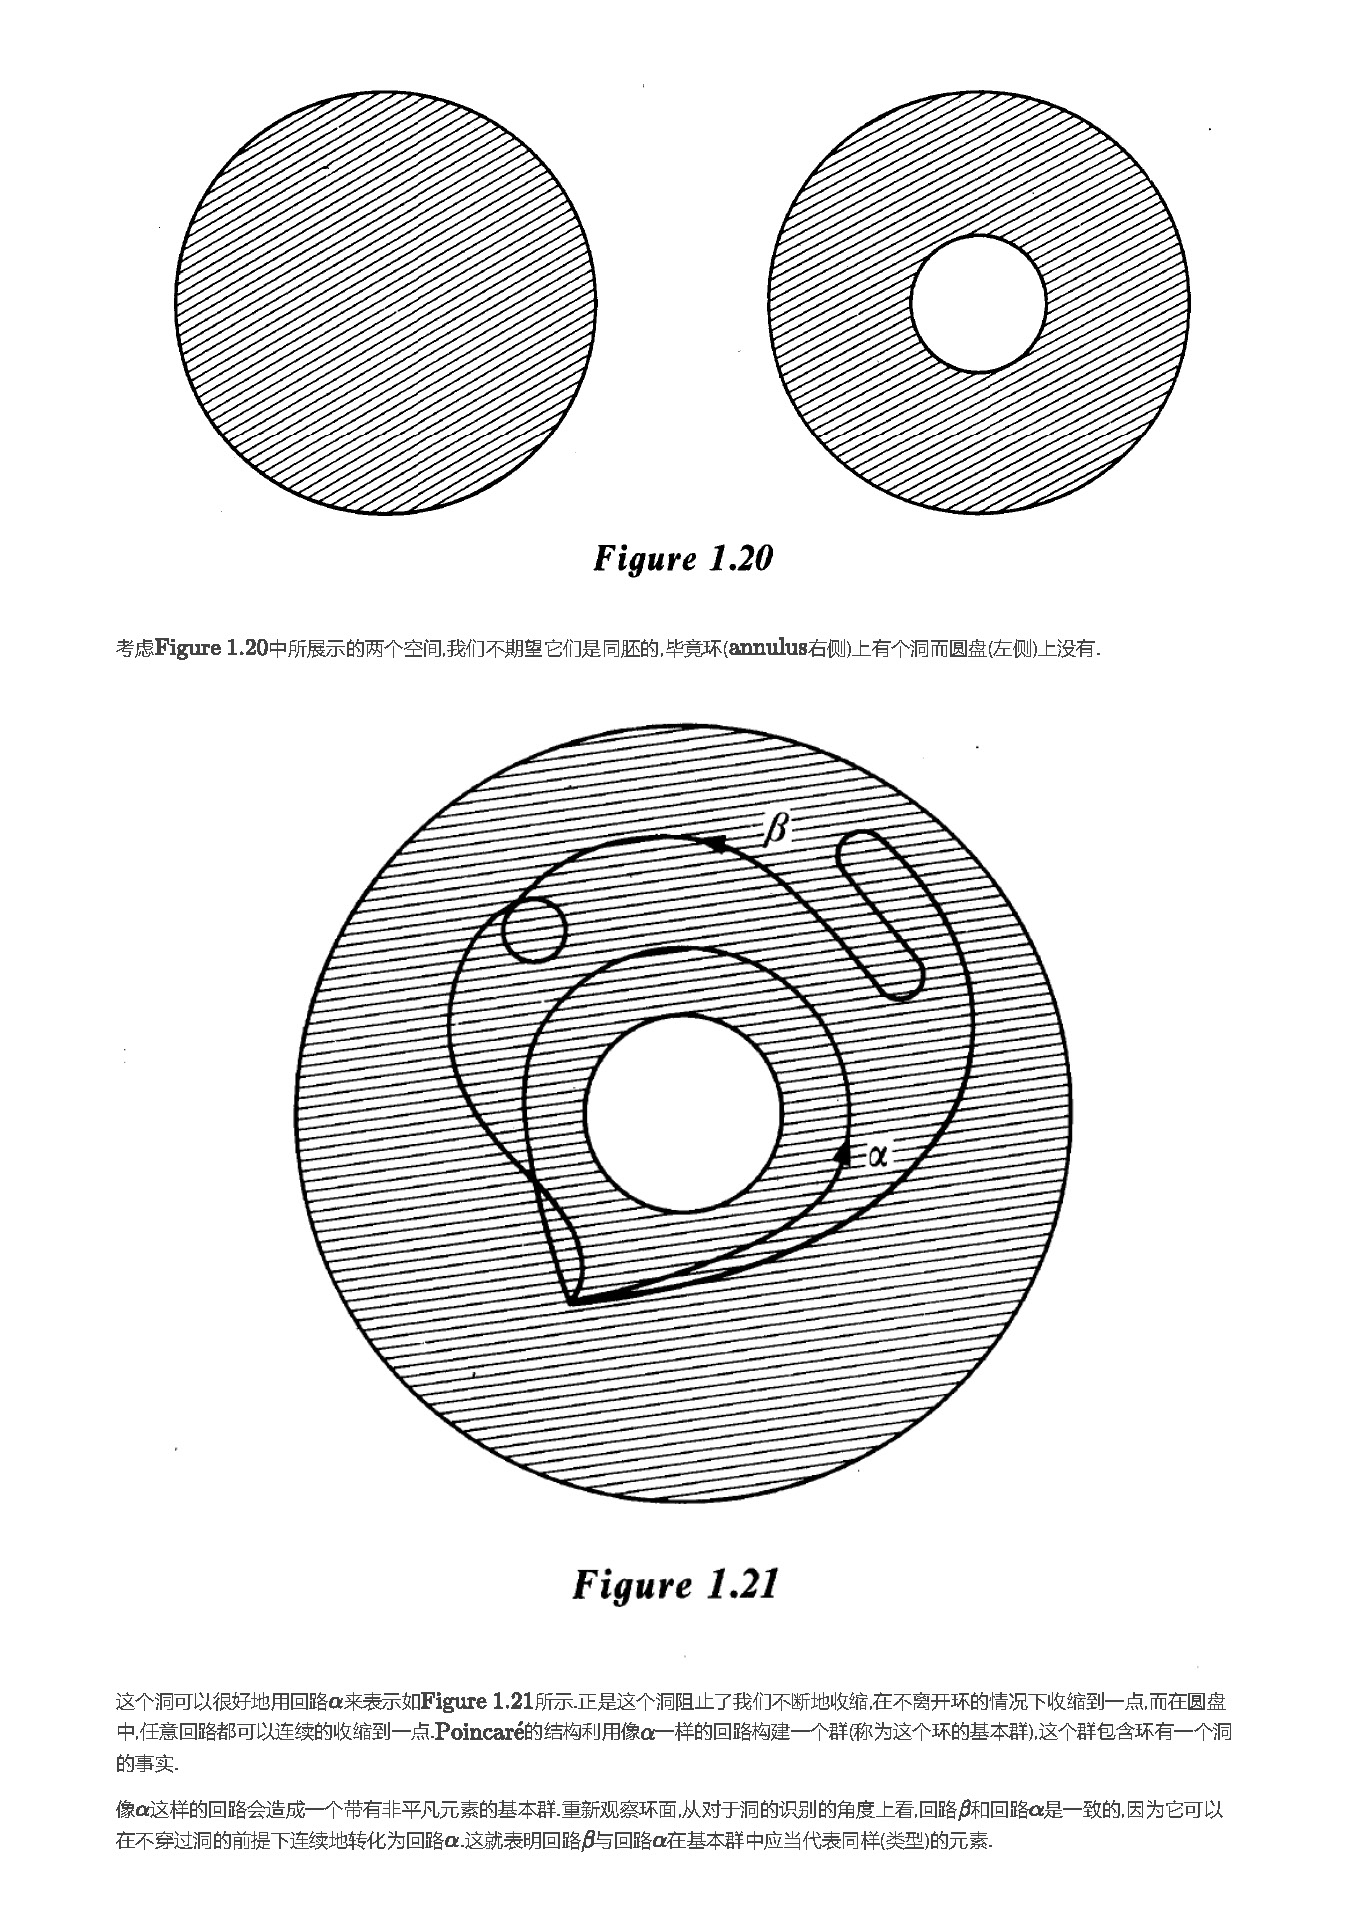 Figure 1.20
考虑Figure 1.20中所展示的两个空间,我们不期望它们是同胚的,毕竟环(annulus右侧)上有个洞而圆盘(左侧)上没有.
β
α
Figure 1.21
这个洞可以很好地用回路α来表示如Figure 1.21所示.正是这个洞阻止了我们不断地收缩,在不离开环的情况下收缩到一点,而在圆盘
中,任意回路都可以连续的收缩到一点.Poincaré的结构利用像α一样的回路构建一个群(称为这个环的基本群),这个群包含环有一个洞
的事实.
像α这样的回路会造成一个带有非平凡元素的基本群.重新观察环面,从对于洞的识别的角度上看,回路β和回路α是一致的,因为它可以
在不穿过洞的前提下连续地转化为回路α.这就表明回路β与回路α在基本群中应当代表同样(类型)的元素.